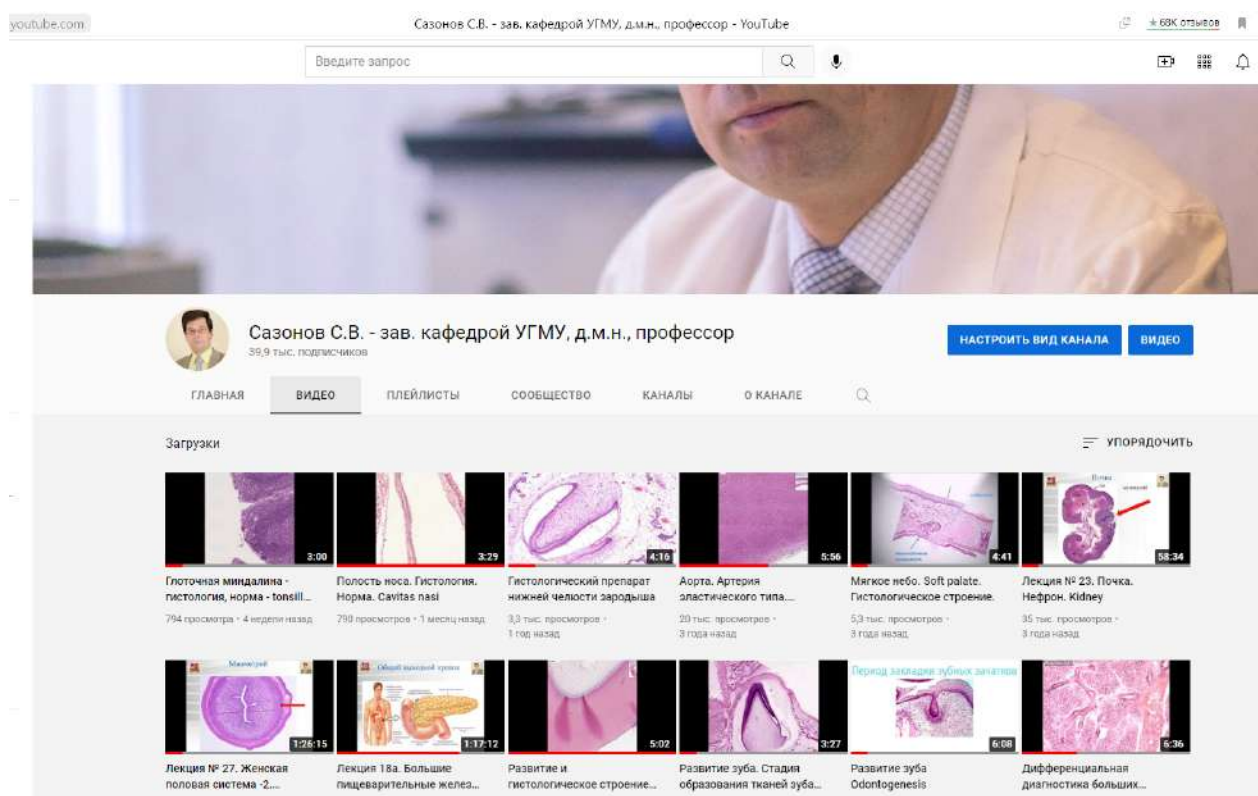 youtube.com
Сазонов С.В. - зав. кафедрой УГМУ, д.м.н., профессор - YouTube
★ 68K отзывов
Введите запрос
Сазонов С.В. - зав. кафедрой УГМУ, д.м.н., профессор
39,9 тыс. подписчиков
НАСТРОИТЬ ВИД КАНАЛА
ВИДЕО
ГЛАВНАЯ ВИДЕО ПЛЕЙЛИСТЫ СООБЩЕСТВО КАНАЛЫ О КАНАЛЕ
Загрузки
УПОРЯДОЧИТЬ
3:00
Глоточная миндалина -
гистология, норма - tonsill...
794 просмотра • 4 недели назад
3:29
Полость носа. Гистология.
Норма. Cavitas nasi
790 просмотров • 1 месяц назад
4:16
Гистологический препарат
нижней челюсти зародыша
3,3 тыс. просмотров •
1 год назад
5:56
Аорта. Артерия
эластического типа....
20 тыс. просмотров •
3 года назад
4:41
Мягкое небо. Soft palate.
Гистологическое строение.
5,3 тыс. просмотров •
3 года назад
Почка
58:34
Лекция № 23. Почка.
Нефрон. Kidney
35 тыс. просмотров •
3 года назад
Миометрий
1:26:15
Лекция № 27. Женская
половая система -2....
Общий выводной проток
1:17:12
Лекция 18а. Большие
пищеварительные желез...
5:02
Развитие и
гистологическое строение...
3:27
Развитие зуба. Стадия
образования тканей зуба...
Период закладки зубных зачатков
6:08
Развитие зуба
Odontogenesis
6:36
Дифференциальная
диагностика больших...